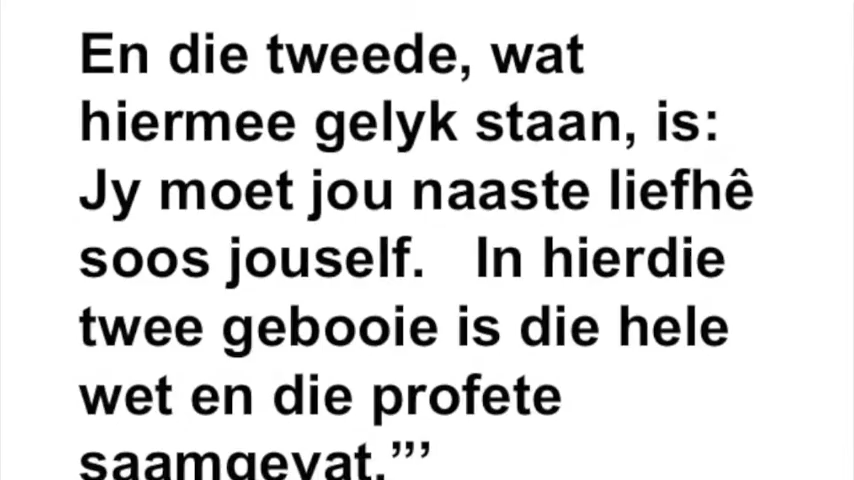 En die tweede, wat
hiermee gelyk staan, is:
Jy moet jou naaste liefhê
soos jouself.   In hierdie
twee gebooie is die hele
wet en die profete
saamgevat.”’